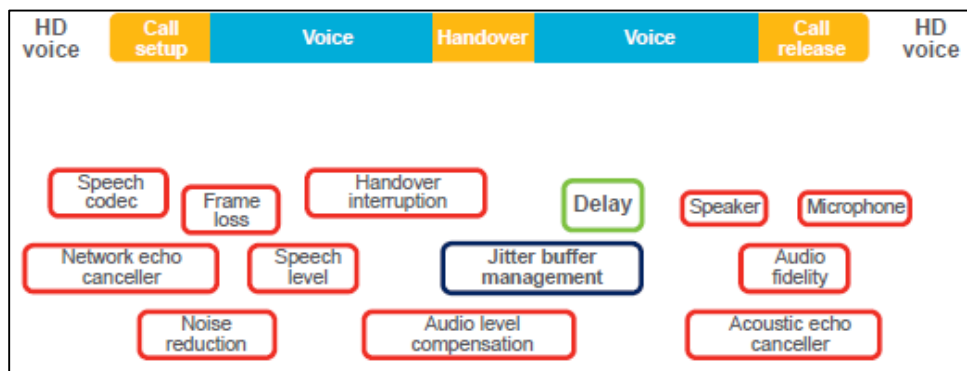 HD
voice
Call
setup
Voice
Handover
Voice
Call
release
HD
voice
Speech
codec
Frame
loss
Handover
interruption
Delay
Speaker
Microphone
Network echo
canceller
Speech
level
Jitter buffer
management
Audio
fidelity
Noise
reduction
Audio level
compensation
Acoustic echo
canceller